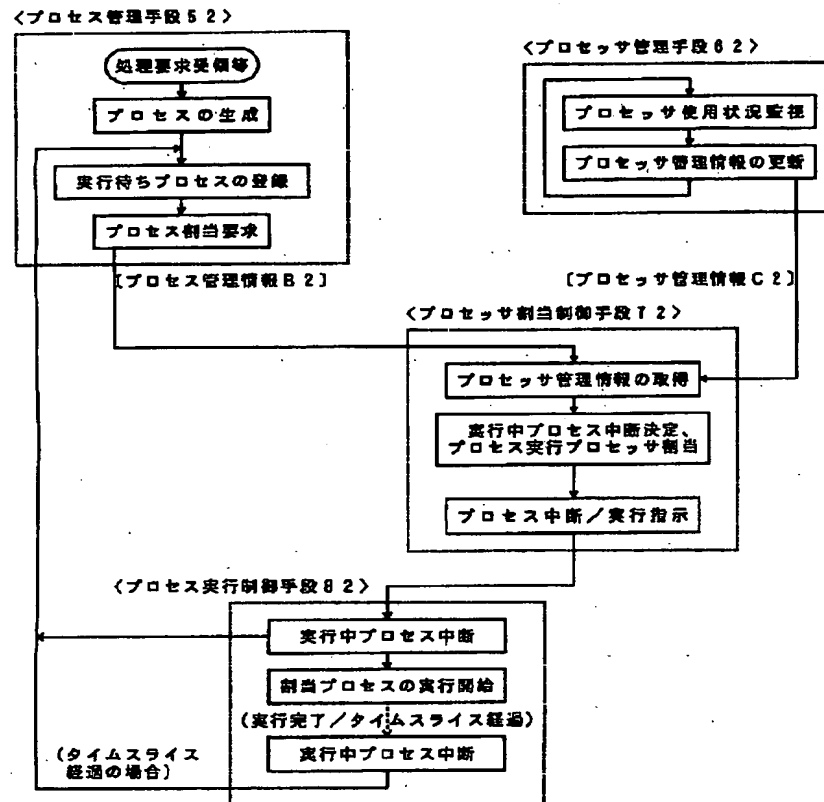 〈プロセス管理手段５２〉
処理要求受領等
プロセスの生成
実行待ちプロセスの登録
プロセス割当要求
［プロセス管理情報Ｂ２］
〈プロセッサ管理手段６２〉
プロセッサ使用状況監視
プロセッサ管理情報の更新
［プロセッサ管理情報Ｃ２］
〈プロセッサ割当制御手段７２〉
プロセッサ管理情報の取得
実行中プロセス中断決定、
プロセス実行プロセッサ割当
プロセス中断／実行指示
〈プロセス実行制御手段８２〉
実行中プロセス中断
割当プロセスの実行開始
（実行完了／タイムスライス経過）
実行中プロセス中断
（タイムスライス
経過の場合）